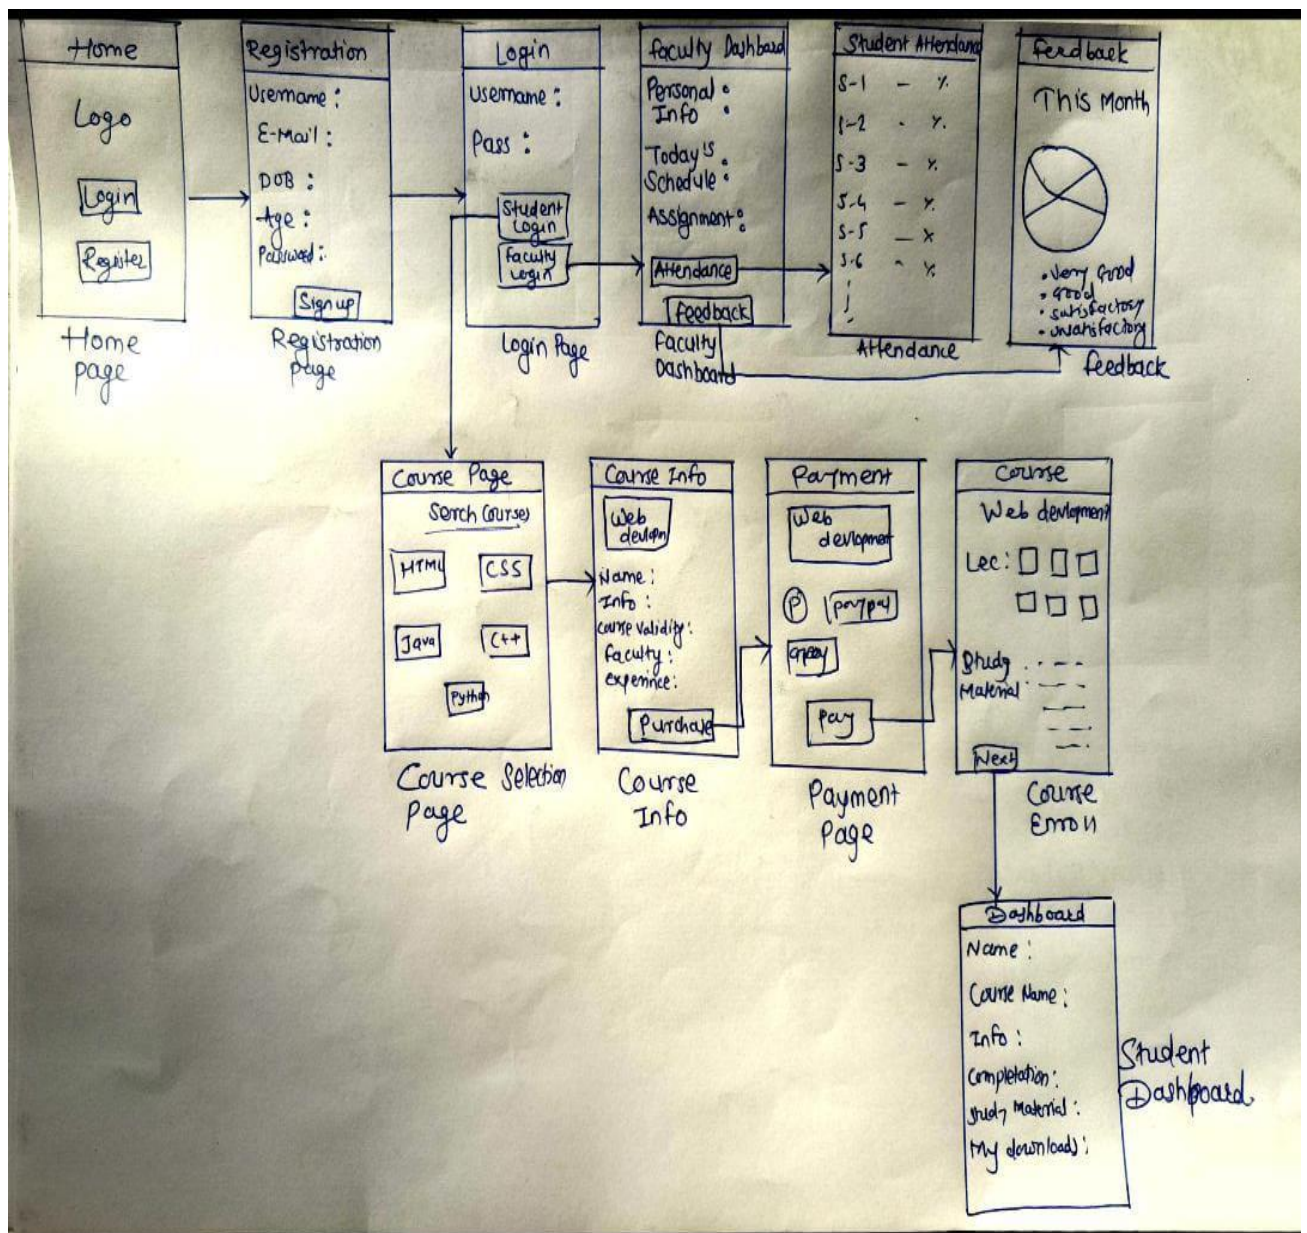 Home
Logo
Login
Register
Home
page
Registration
Username :
E-Mail :
DOB :
Age :
Password :
Sign up
Registration
page
Login
Username :
Pass :
Student
Login
Faculty
Login
Login Page
Faculty Dashboard
Personal :
Info :
Today's
Schedule :
Assignment :
Attendance
Feedback
Faculty
Dashboard
Student Attendance
S-1 - %
S-2 - %
S-3 - %
S-4 - %
S-5 - %
S-6 - %
Attendance
Feedback
This Month
• Very Good
• Good
• Satisfactory
• unsatisfactory
Feedback
Course Page
Serch Courses
HTML
CSS
Java
C++
Python
Course Selection
Page
Course Info
Web
Name :
Info :
Course Validity :
Faculty :
experince :
Purchase
Course
Info
Payment
Web
devlopment
P
paypal
Gpay
Pay
Payment
Page
Course
Web devlopment
Lec :
Study
Material
Next
Course
Dashboard
Name :
Course Name :
Info :
Completation :
Study Material :
My downloads :
Student
Dashboard